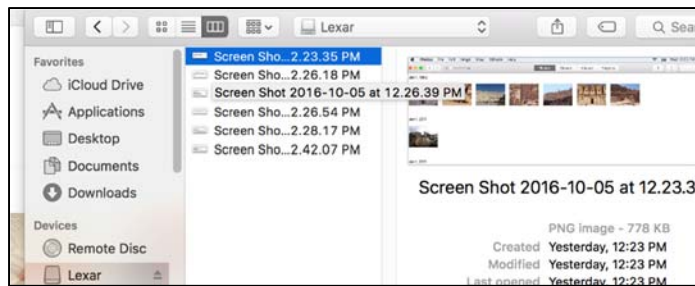 Lexar
Sear
Favorites
iCloud Drive
Applications
Desktop
Documents
Downloads
Devices
Remote Disc
Lexar
Screen Sho...2.23.35 PM
Screen Sho...2.26.18 PM
Screen Shot 2016-10-05 at 12.26.39 PM
Screen Sho...2.26.54 PM
Screen Sho...2.28.17 PM
Screen Sho...2.42.07 PM
Screen Shot 2016-10-05 at 12.23.3
PNG image - 778 KB
Created Yesterday, 12:23 PM
Modified Yesterday, 12:23 PM
Last opened Yesterday, 12:23 PM